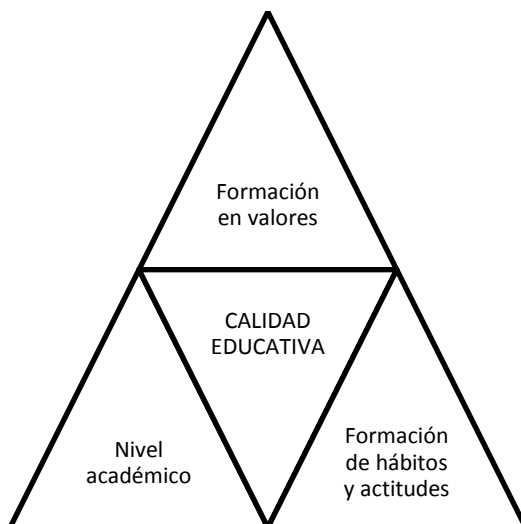 Formación
en valores
CALIDAD
EDUCATIVA
Nivel
académico
Formación
de hábitos
y actitudes